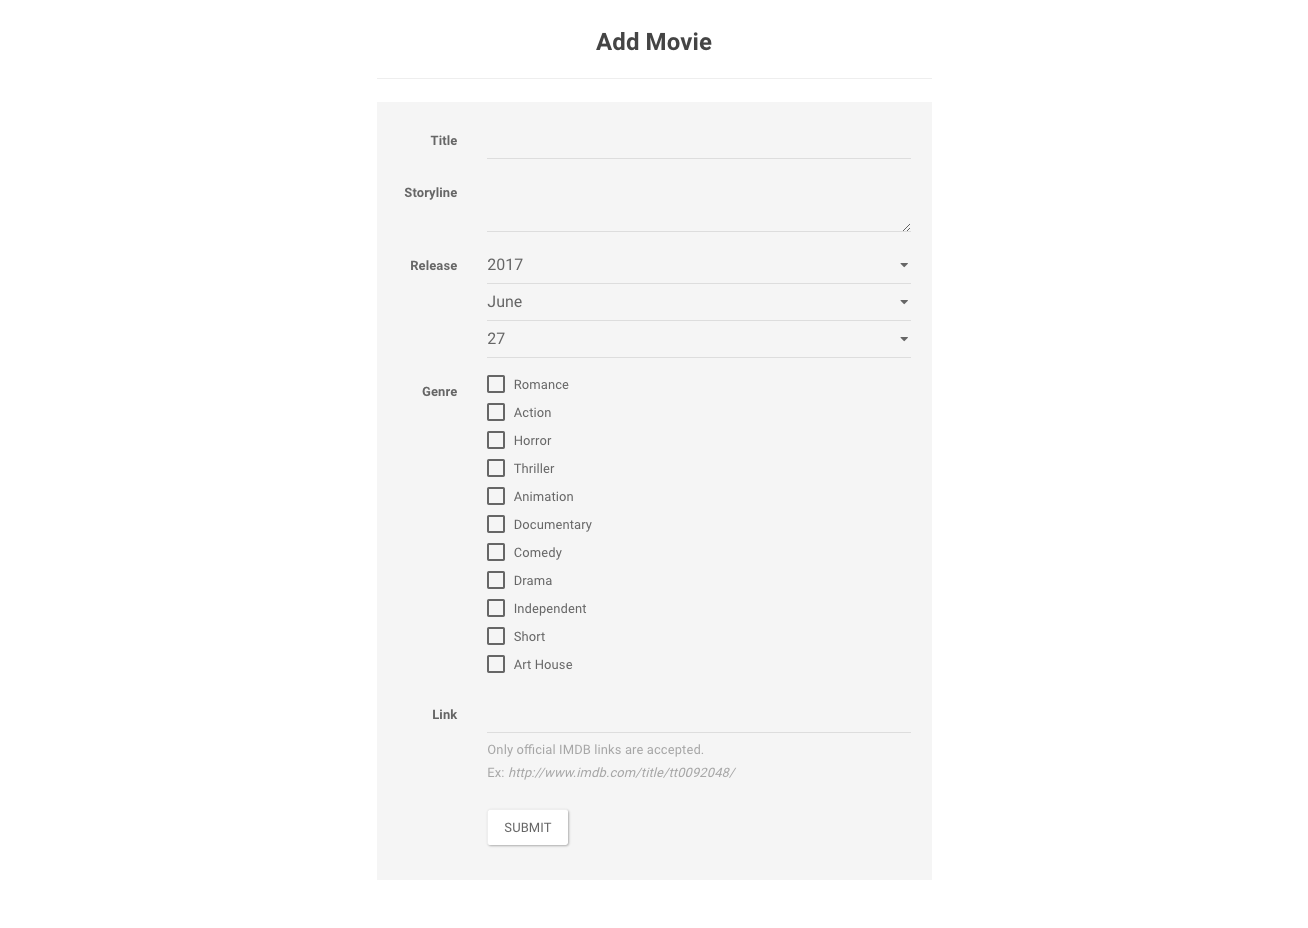 Add Movie
Title
Storyline
Release
2017
June
27
Genre
Romance
Action
Horror
Thriller
Animation
Documentary
Comedy
Drama
Independent
Short
Art House
Link
Only official IMDB links are accepted.
Ex: http://www.imdb.com/title/tt0092048/
SUBMIT